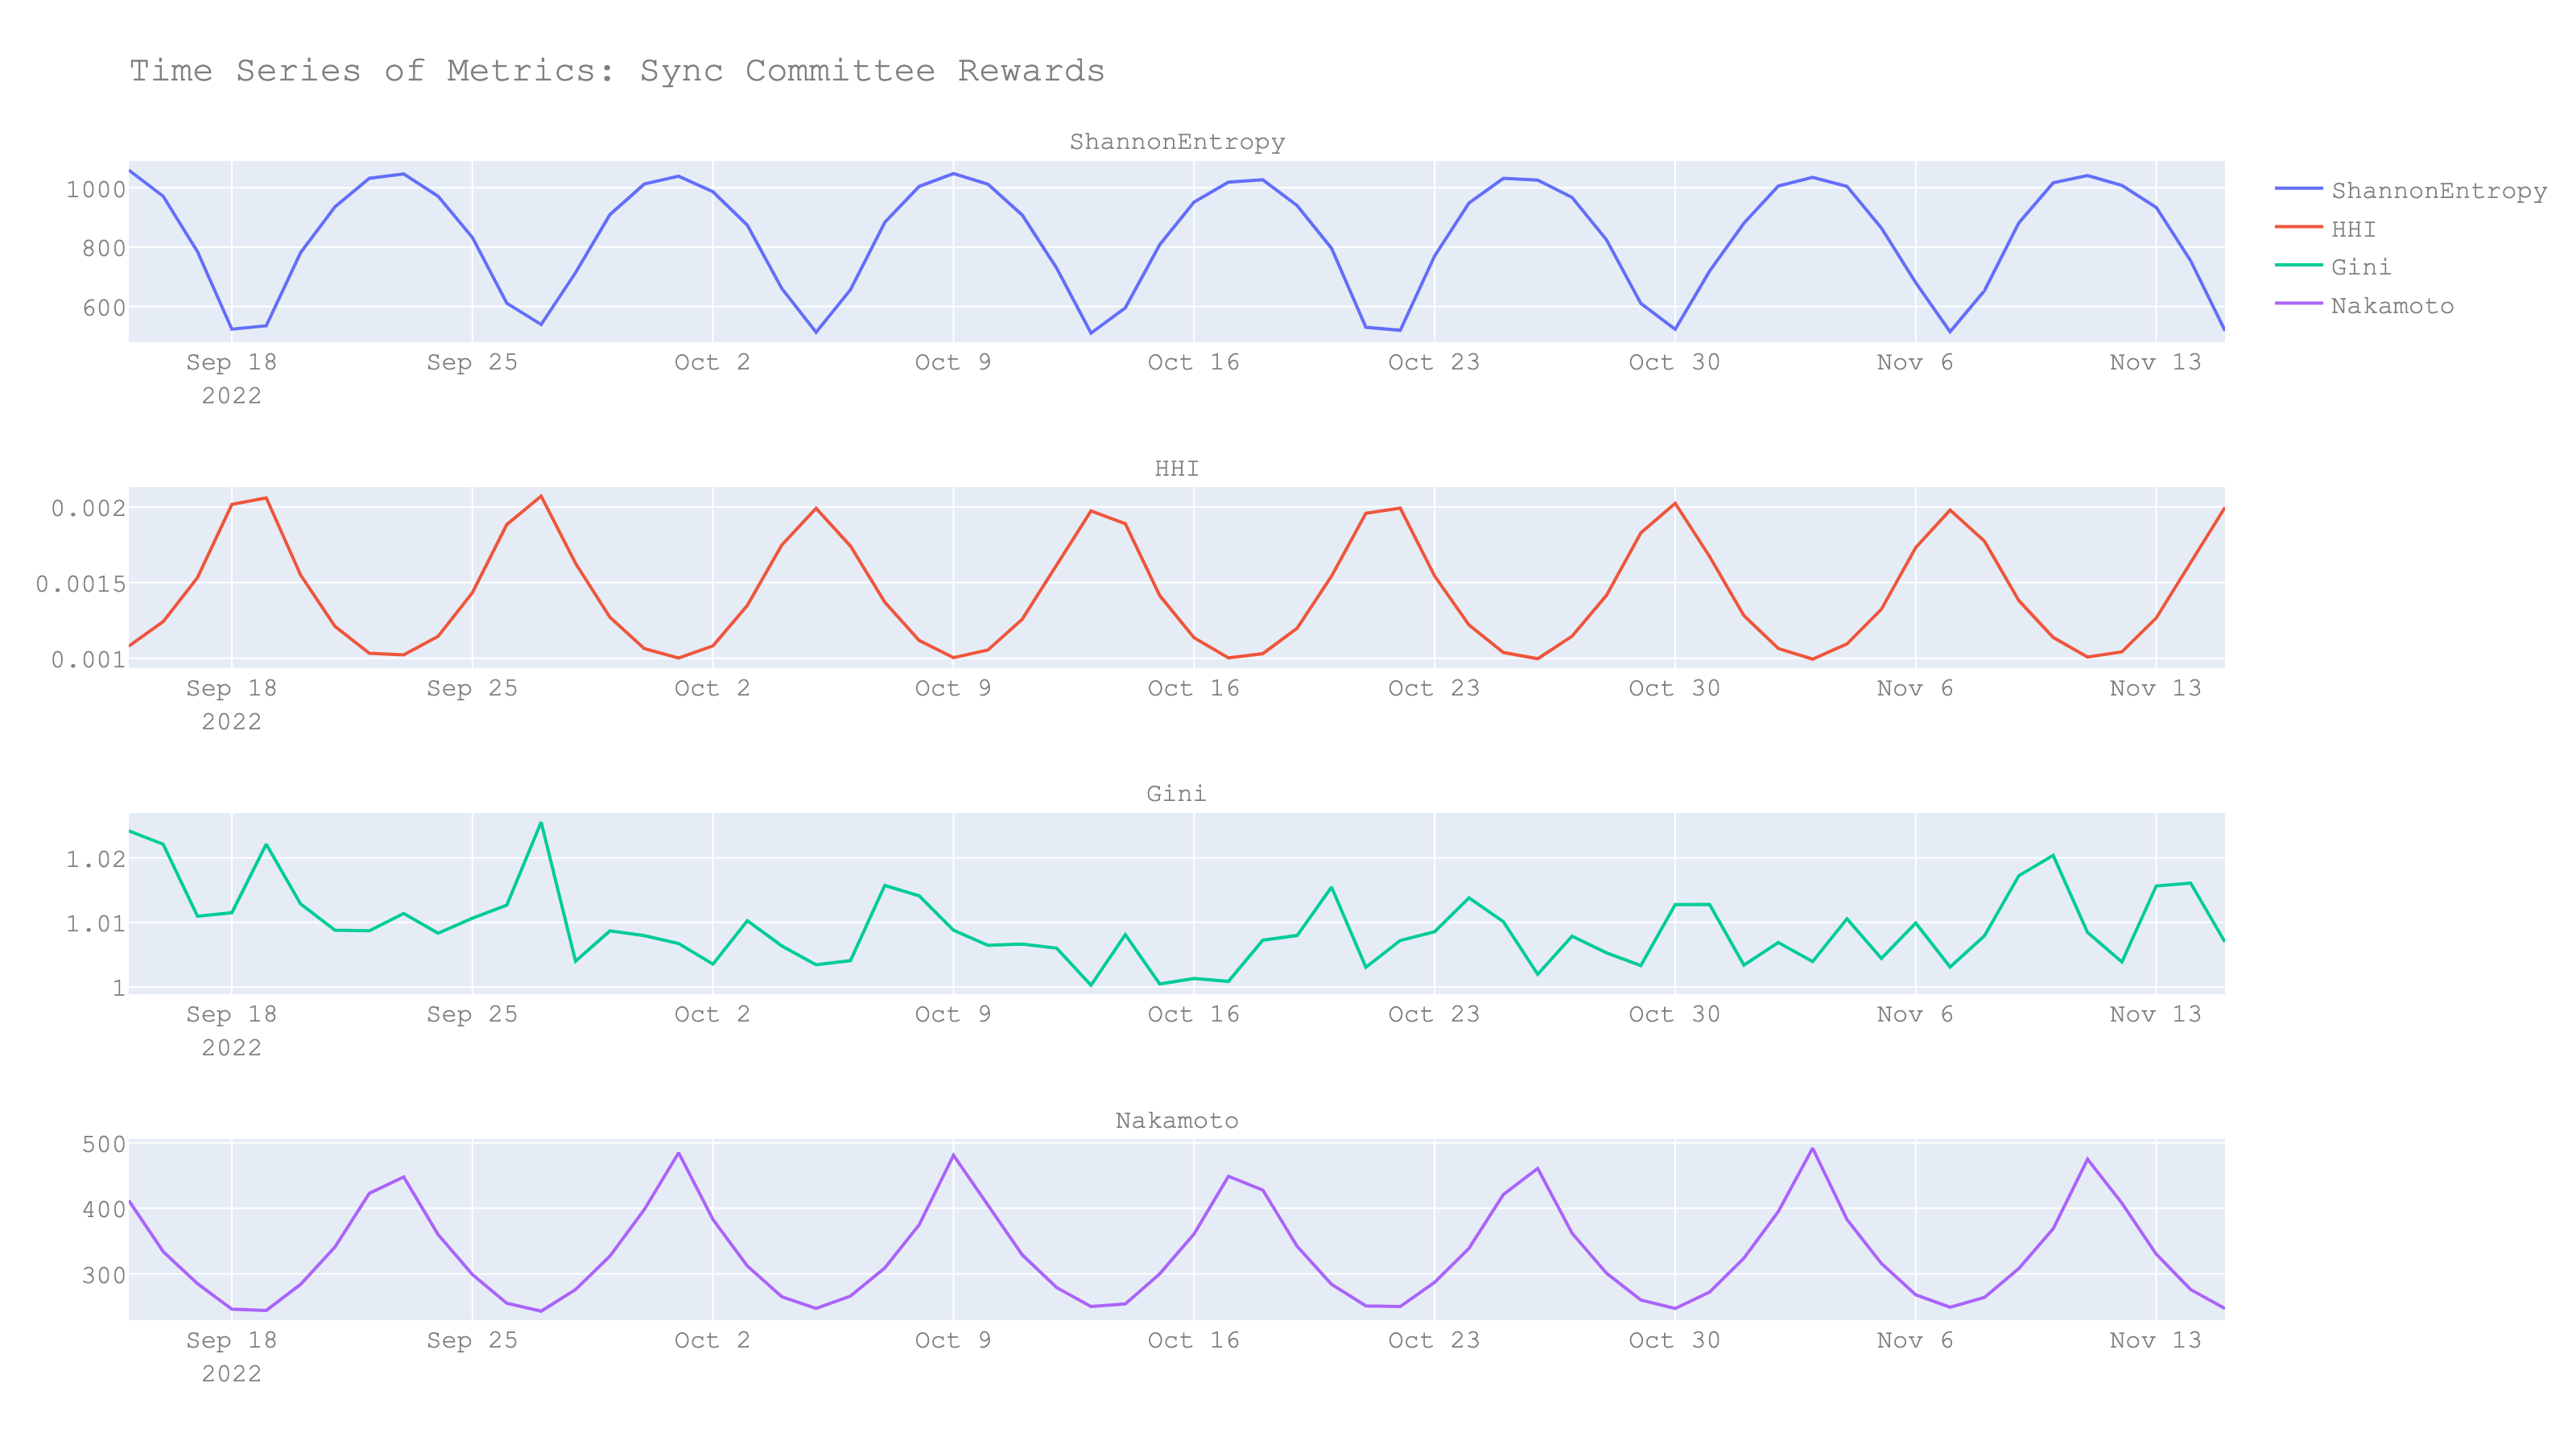 Time Series of Metrics: Sync Committee Rewards
ShannonEntropy
1000
800
600
Sep 18 Sep 25 Oct 2 Oct 9 Oct 16 Oct 23 Oct 30 Nov 6 Nov 13
2022
ShannonEntropy
HHI
Gini
Nakamoto
HHI
0.002
0.0015
0.001
Sep 18 Sep 25 Oct 2 Oct 9 Oct 16 Oct 23 Oct 30 Nov 6 Nov 13
2022
Gini
1.02
1.01
1
Sep 18 Sep 25 Oct 2 Oct 9 Oct 16 Oct 23 Oct 30 Nov 6 Nov 13
2022
Nakamoto
500
400
300
Sep 18 Sep 25 Oct 2 Oct 9 Oct 16 Oct 23 Oct 30 Nov 6 Nov 13
2022